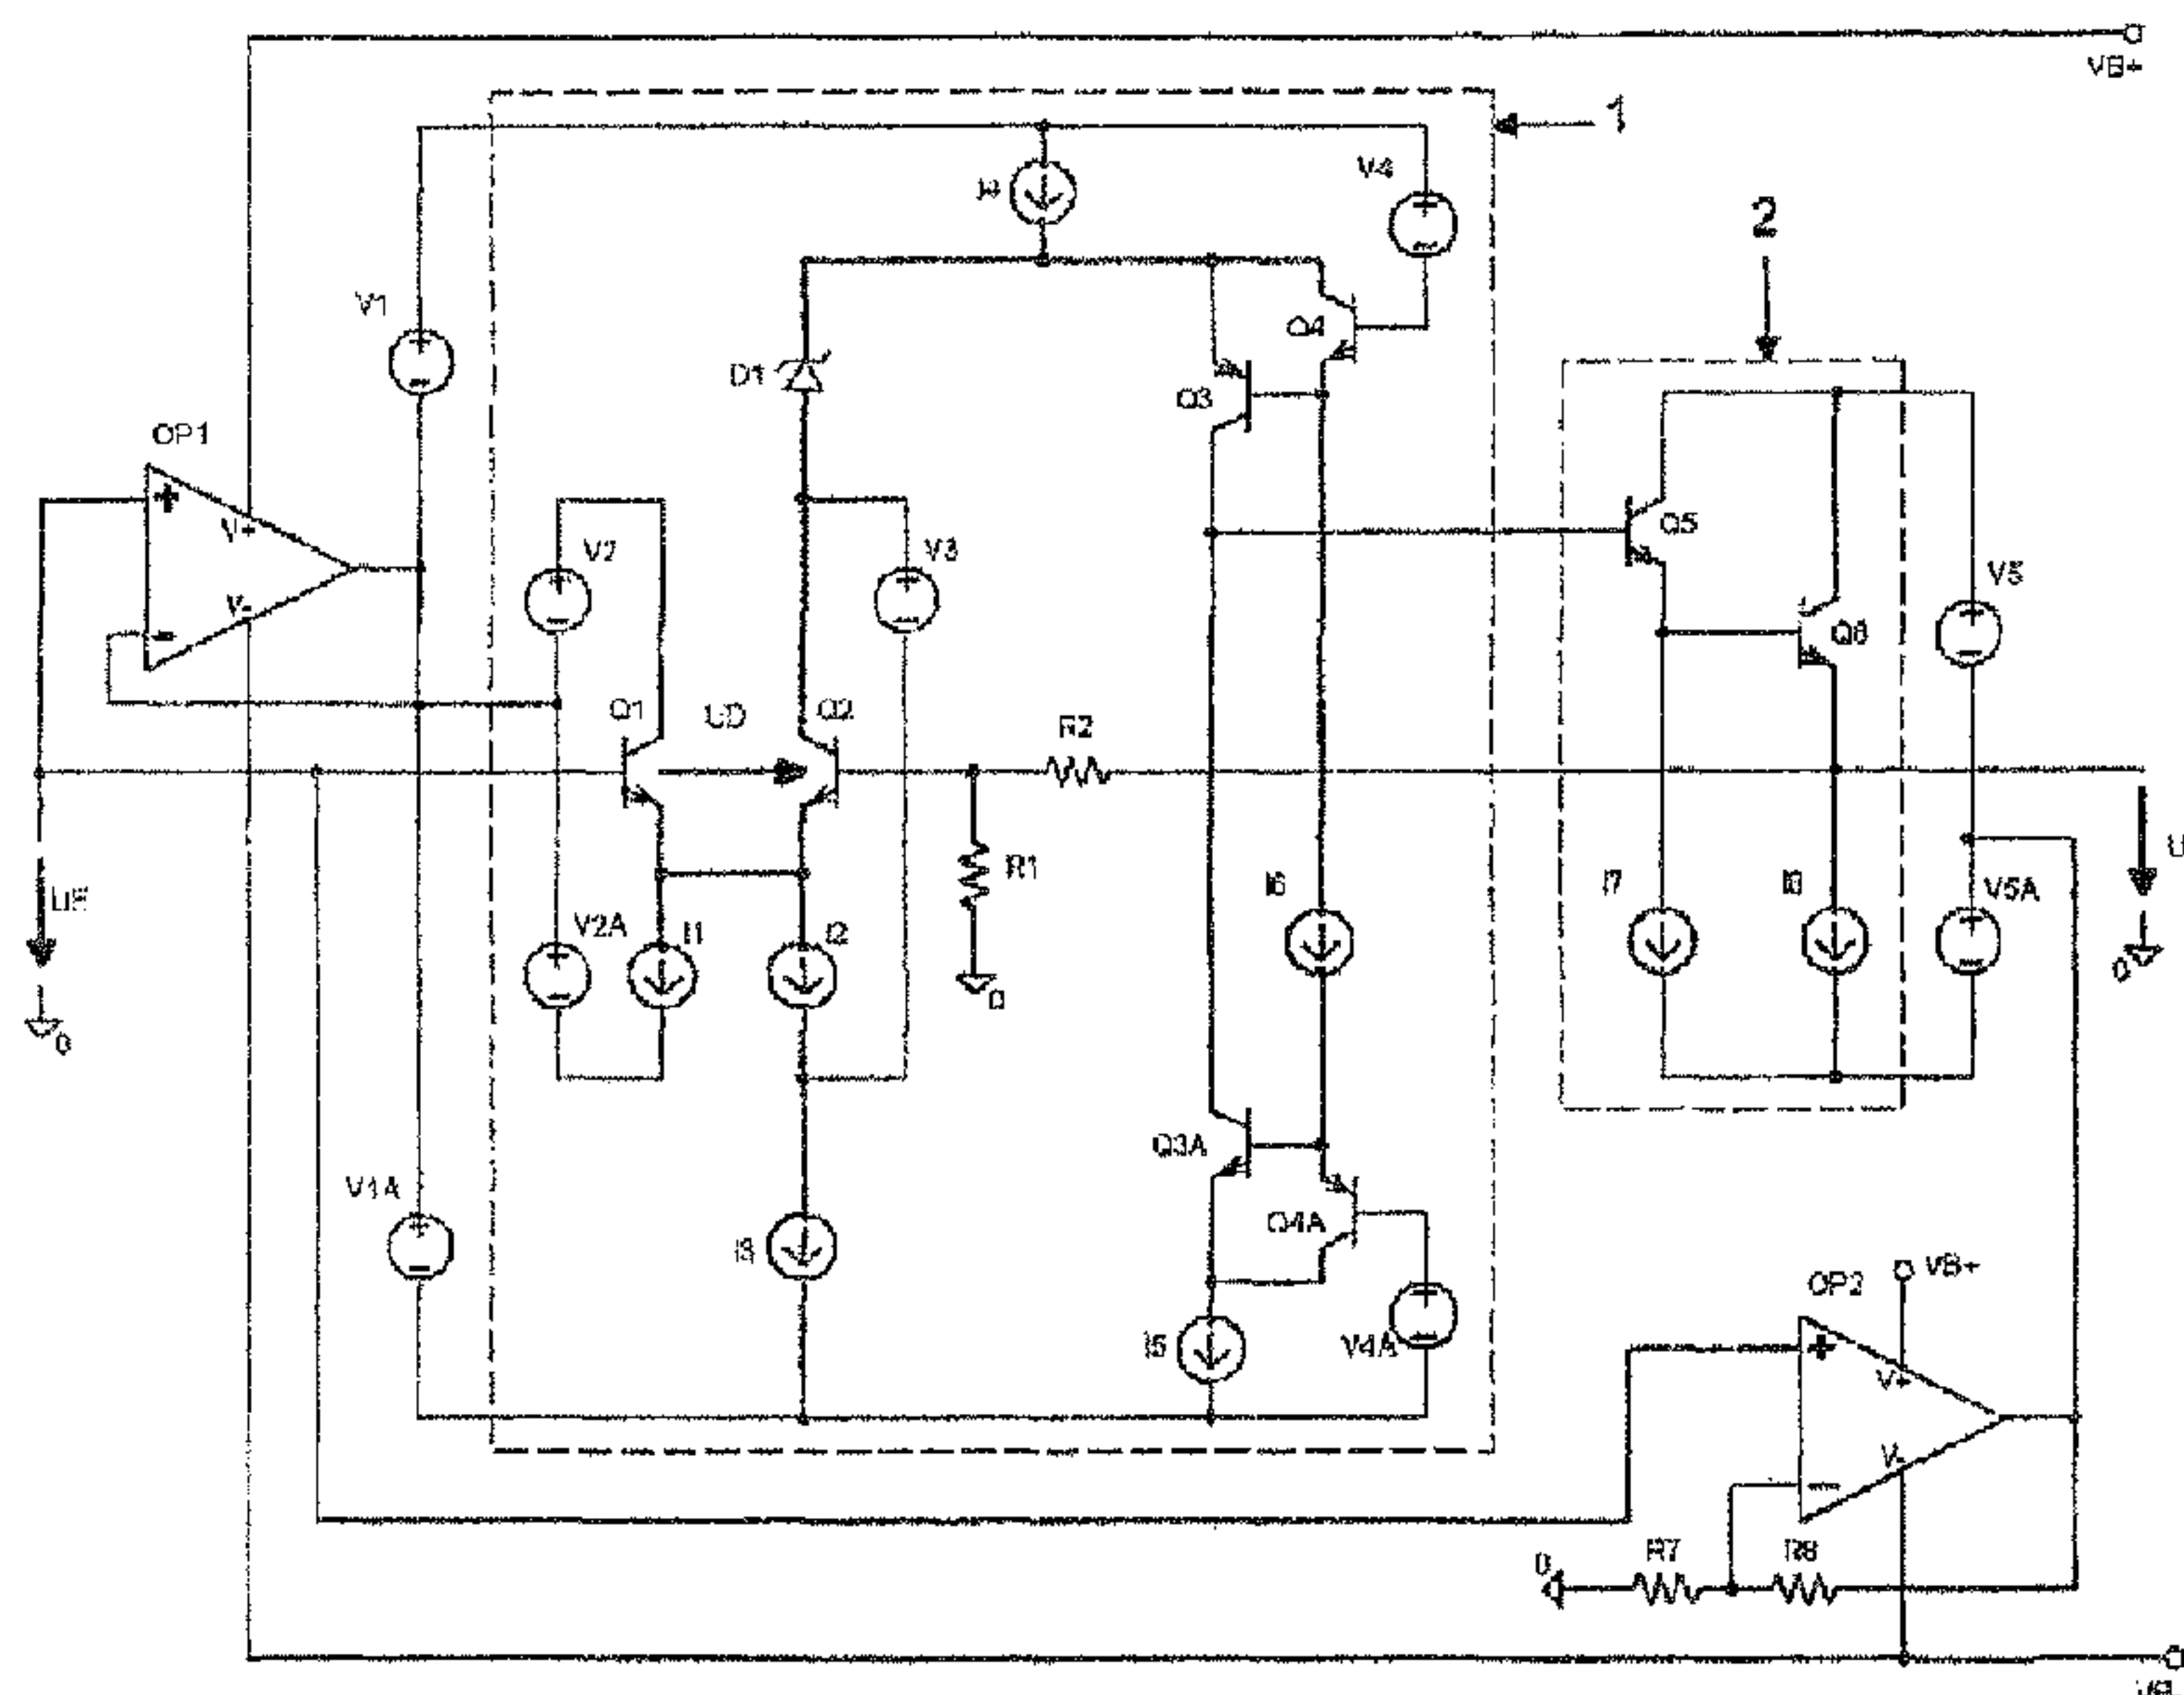 VB+
1
I4
V4
2
V1
Q4
D1
Q3
OP1
+
V+
V2
V3
Q5
V5
V-
Q1
UD
Q2
R2
Q6
R1
I6
I7
I8
V5A
UE
V2A
I1
I2
0
0
0
Q3A
V1A
Q4A
I3
I5
V4A
OP2
VB+
+
V+
V-
0
R7
R8